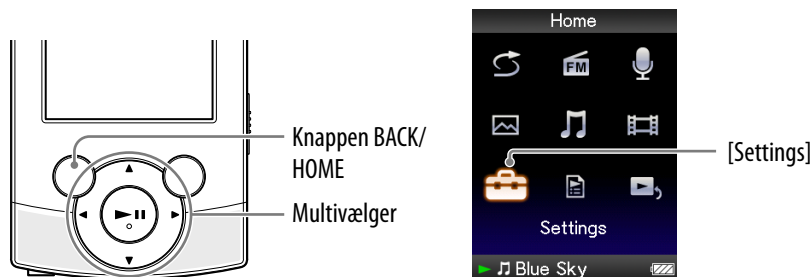 Home
FM
Knappen BACK/
HOME
Multivælger
[Settings]
Settings
Blue Sky